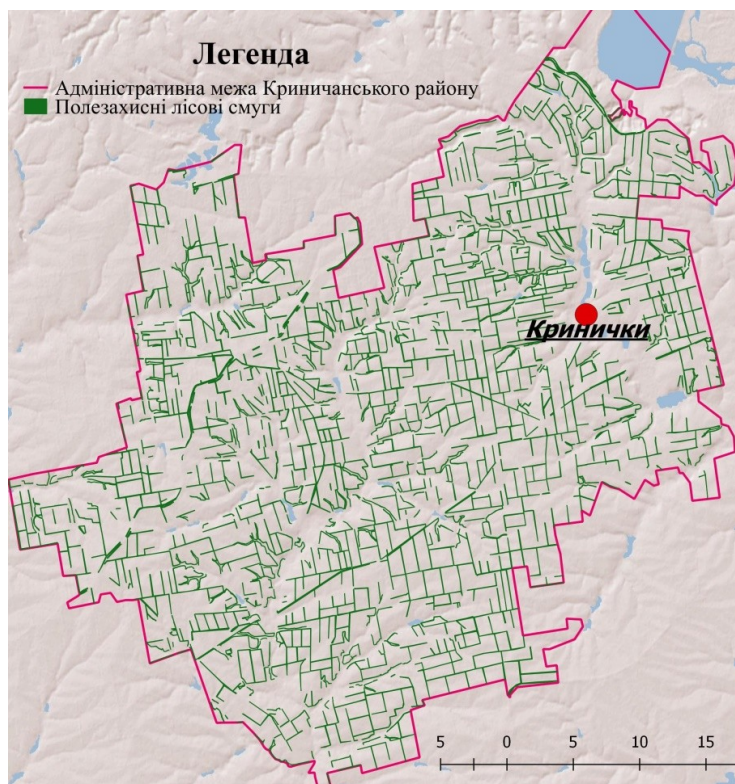 Легенда
Адміністративна межа Криничанського району
Полезахисні лісові смуги
Кринички
5 0 5 10 15